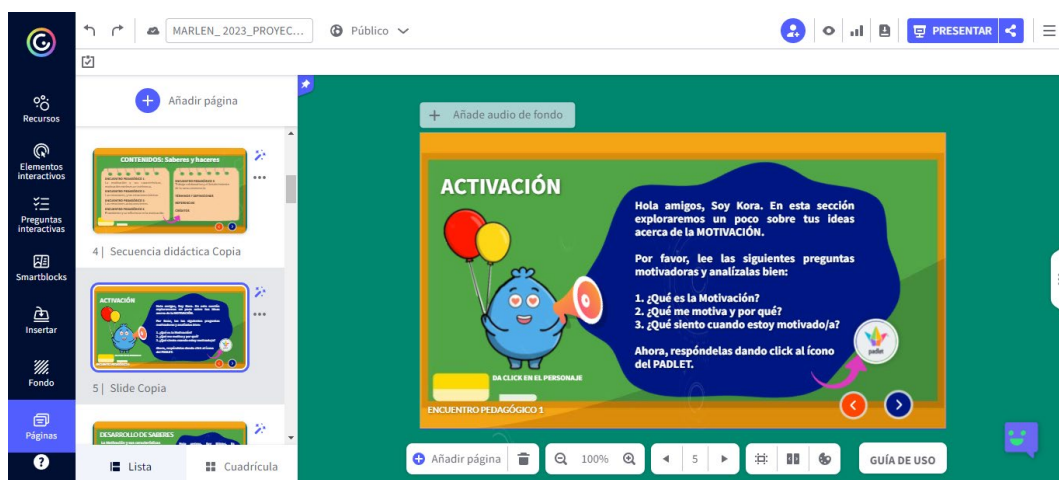 MARLEN_ 2023_PROYEC...
Público
PRESENTAR
Recursos
Elementos
interactivos
Preguntas
interactivas
Smartblocks
Insertar
Fondo
Páginas
?
Añadir página
CONTENIDOS: Saberes y haceres
4 | Secuencia didáctica Copia
ACTIVACIÓN
5 | Slide Copia
DESARROLLO DE SABERES
Lista
Cuadrícula
Añade audio de fondo
ACTIVACIÓN
Hola amigos, Soy Kora. En esta sección
exploraremos un poco sobre tus ideas
acerca de la MOTIVACIÓN.
Por favor, lee las siguientes preguntas
motivadoras y analízalas bien:
1. ¿Qué es la Motivación?
2. ¿Qué me motiva y por qué?
3. ¿Qué siento cuando estoy motivado/a?
Ahora, respóndelas dando click al ícono
del PADLET.
padlet
DA CLICK EN EL PERSONAJE
ENCUENTRO PEDAGÓGICO 1
Añadir página
100%
5
GUÍA DE USO